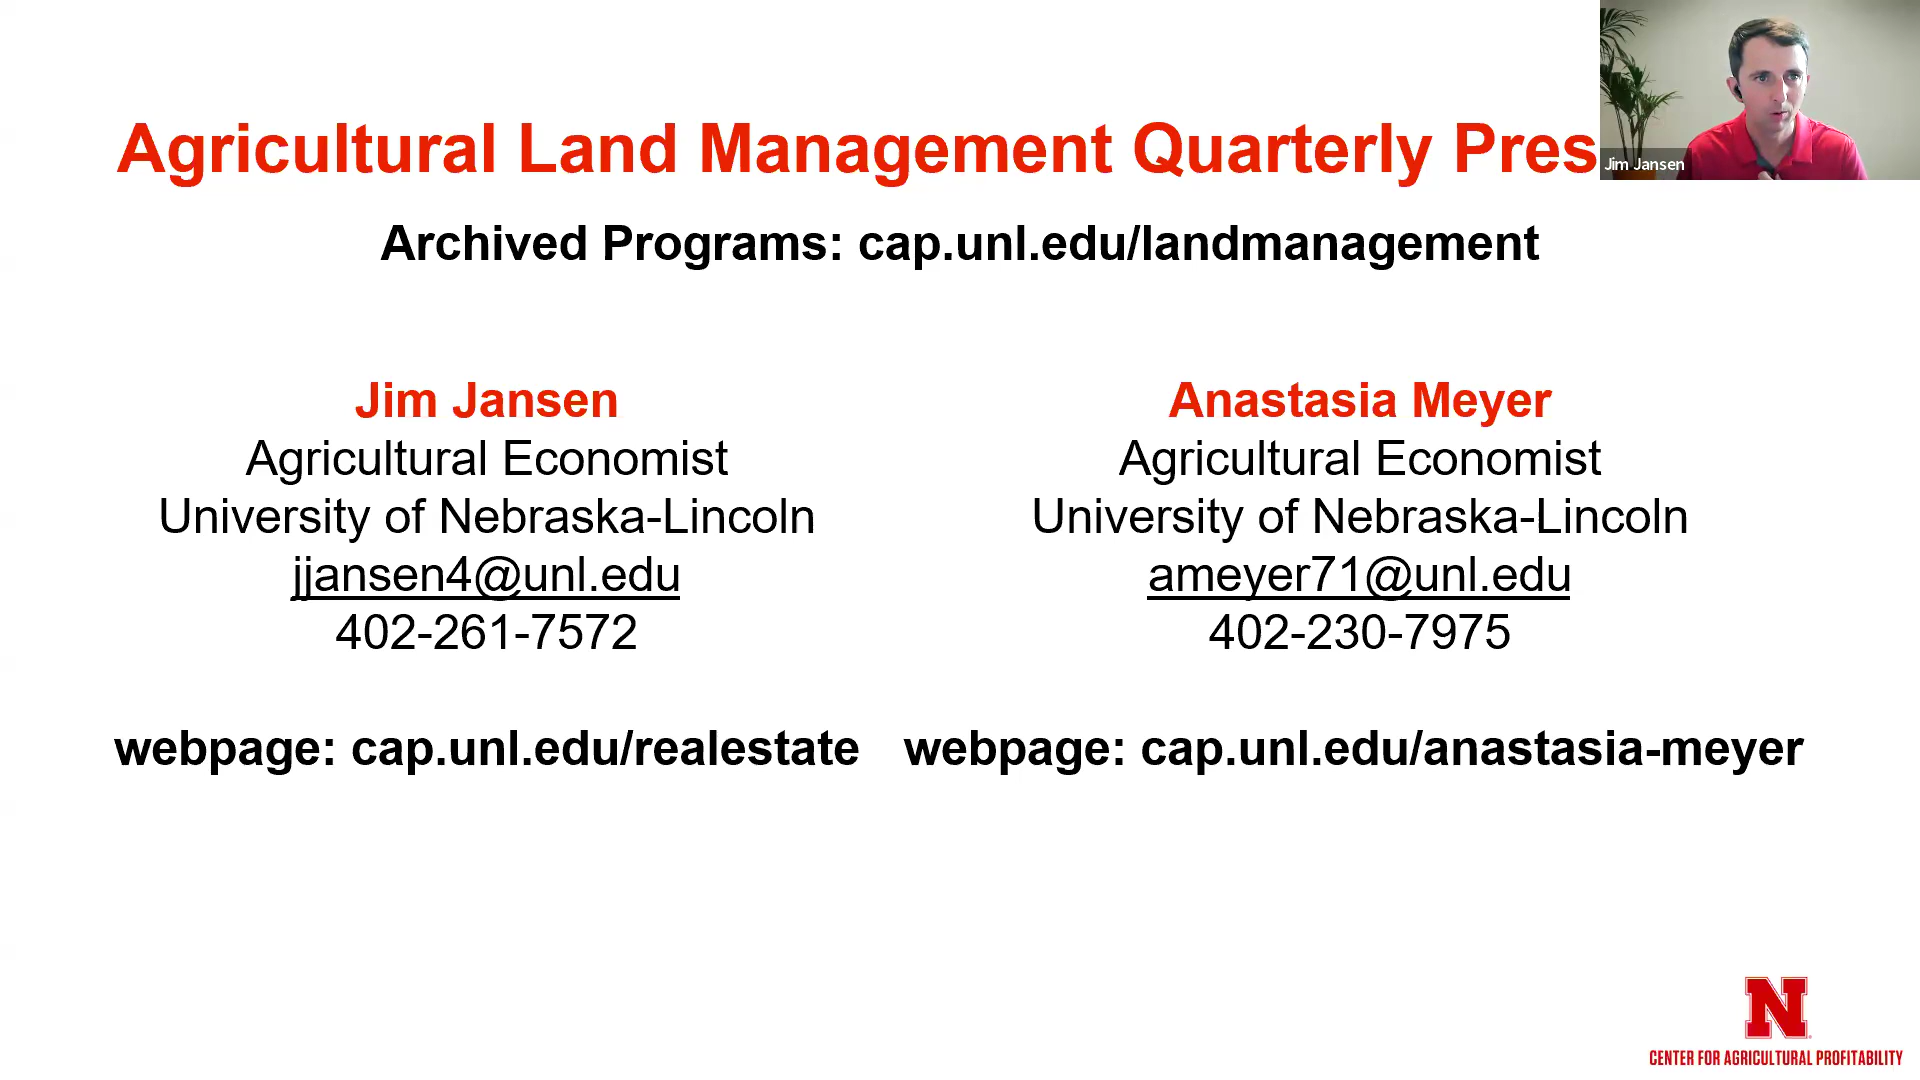 Agricultural Land Management Quarterly Pres
Jim Jansen
Archived Programs: cap.unl.edu/landmanagement
Jim Jansen
Agricultural Economist
University of Nebraska-Lincoln
jjansen4@unl.edu
402-261-7572
webpage: cap.unl.edu/realestate
Anastasia Meyer
Agricultural Economist
University of Nebraska-Lincoln
ameyer71@unl.edu
402-230-7975
webpage: cap.unl.edu/anastasia-meyer
N
CENTER FOR AGRICULTURAL PROFITABILITY